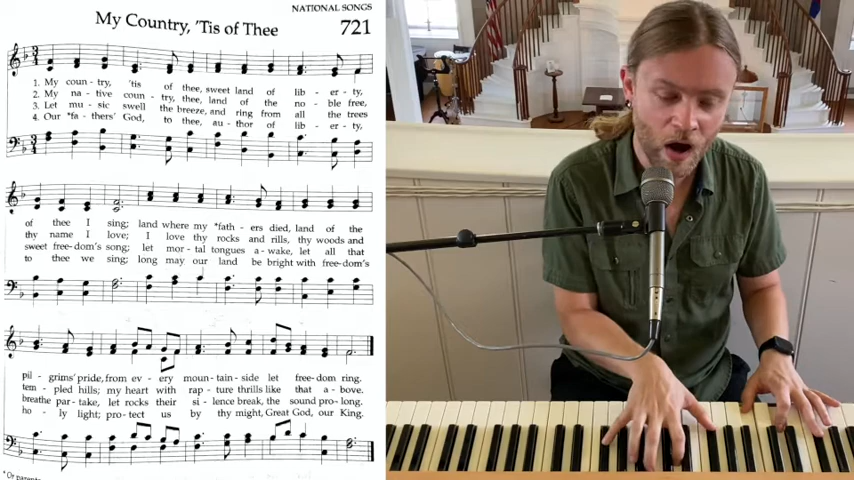 NATIONAL SONGS
My Country, 'Tis of Thee 721
1. My coun - try, 'tis of thee, sweet land of lib - er - ty,
2. My na - tive coun - try, thee, land of the no - ble free,
3. Let mu - sic swell the breeze, and ring from all the trees
4. Our *fa - thers' God, to thee, au - thor of lib - er - ty,
of thee I sing; land where my *fath - ers died, land of the
thy name I love; I love thy rocks and rills, thy woods and
sweet free - dom's song; let mor - tal tongues a - wake, let all that
to thee we sing; long may our land be bright with free - dom's
pil - grims' pride, from ev - ery moun - tain - side let free - dom ring.
tem - pled hills; my heart with rap - ture thrills like that a - bove.
breathe par - take, let rocks their si - lence break, the sound pro - long.
ho - ly light; pro - tect us by thy might, Great God, our King.
* Or parents